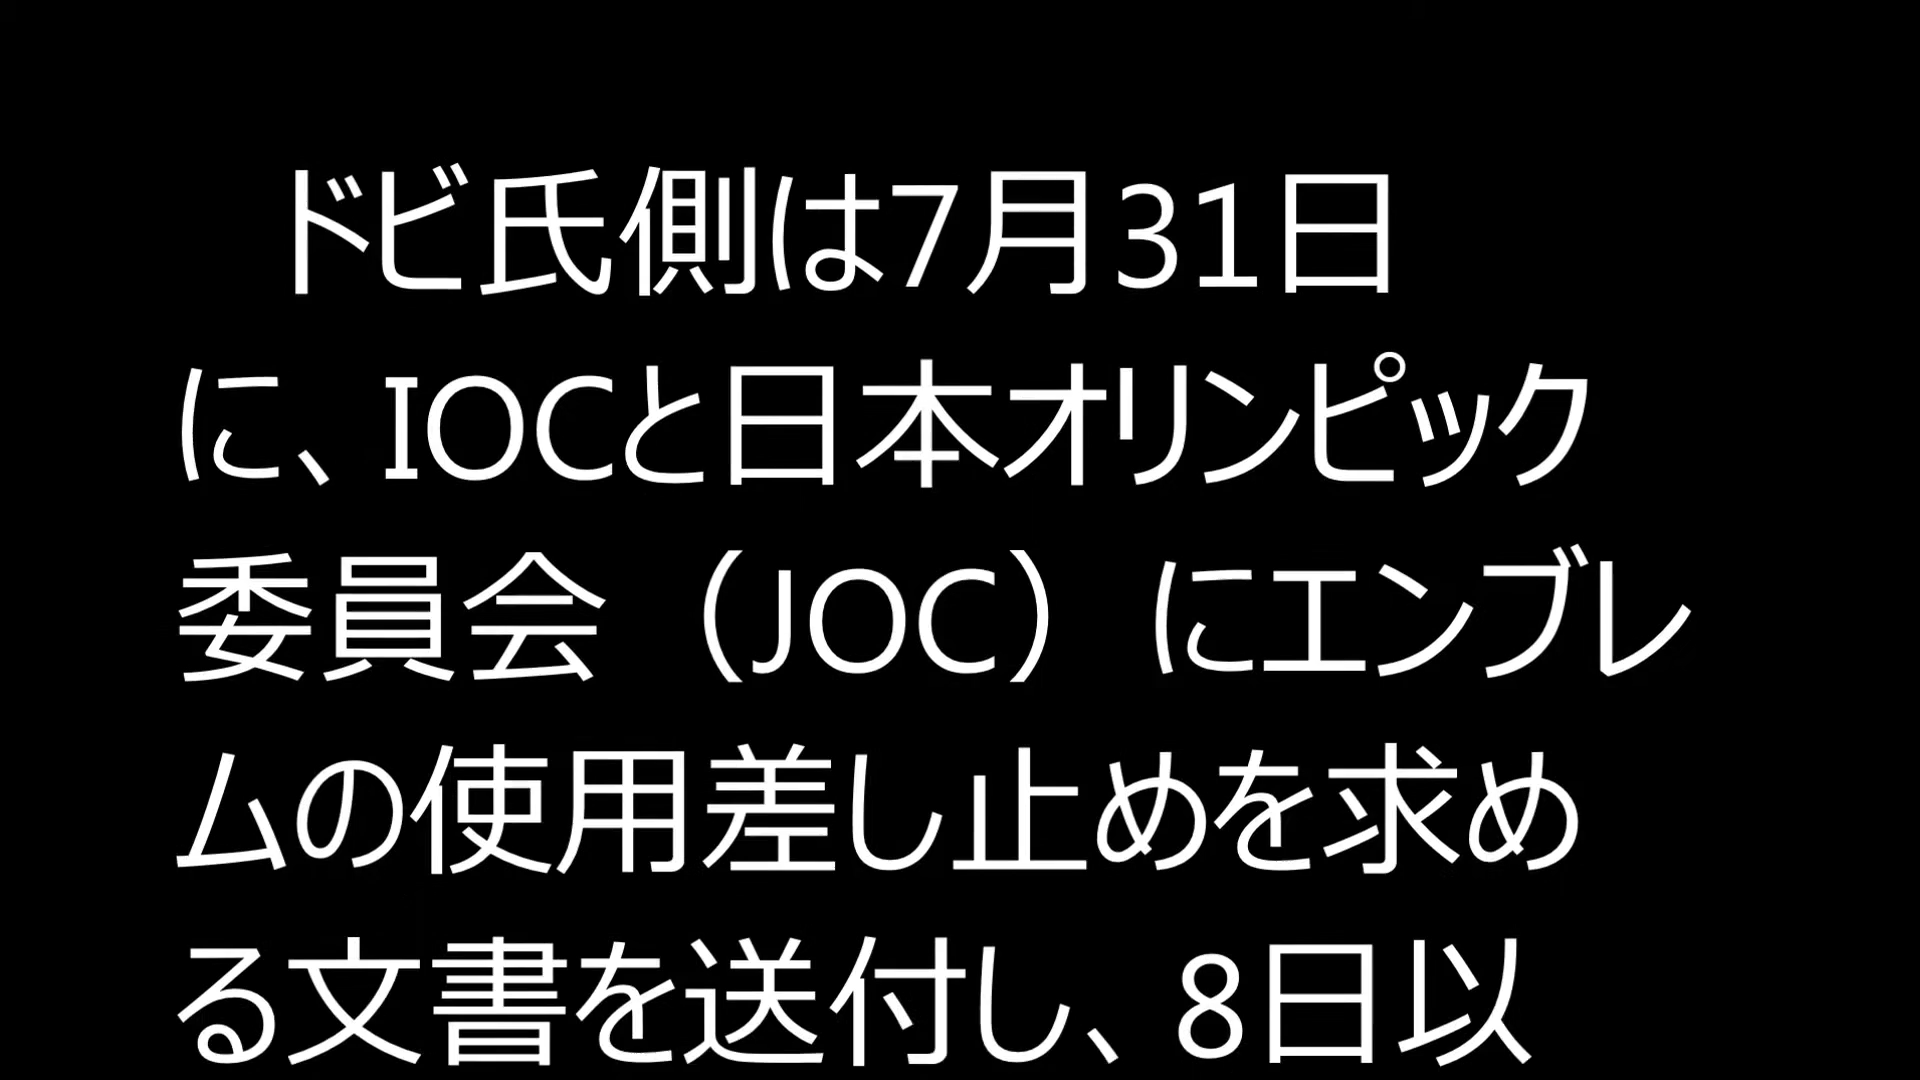 ドビ氏側は7月31日
に、IOCと日本オリンピック
委員会（JOC）にエンブレ
ムの使用差し止めを求め
る文書を送付し、8日以